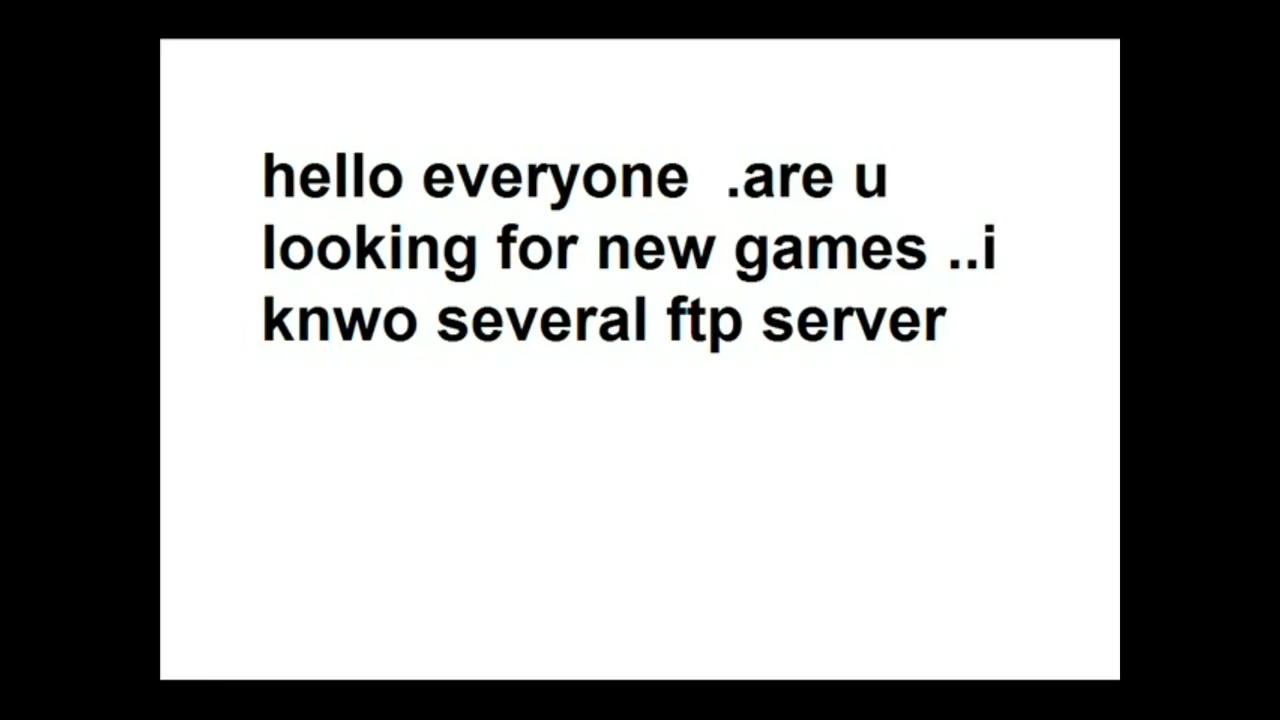 hello everyone  .are u
looking for new games ..i
knwo several ftp server